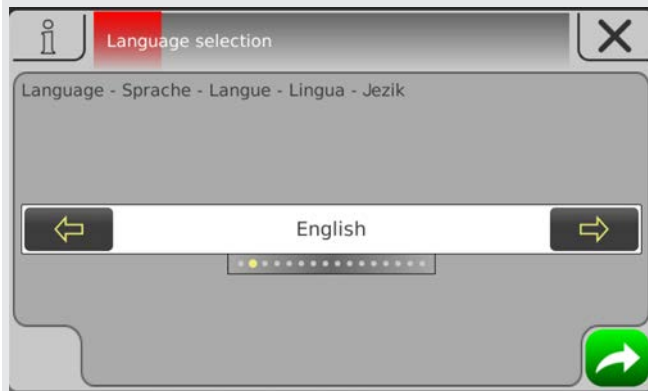 Language selection
Language - Sprache - Langue - Lingua - Jezik
English